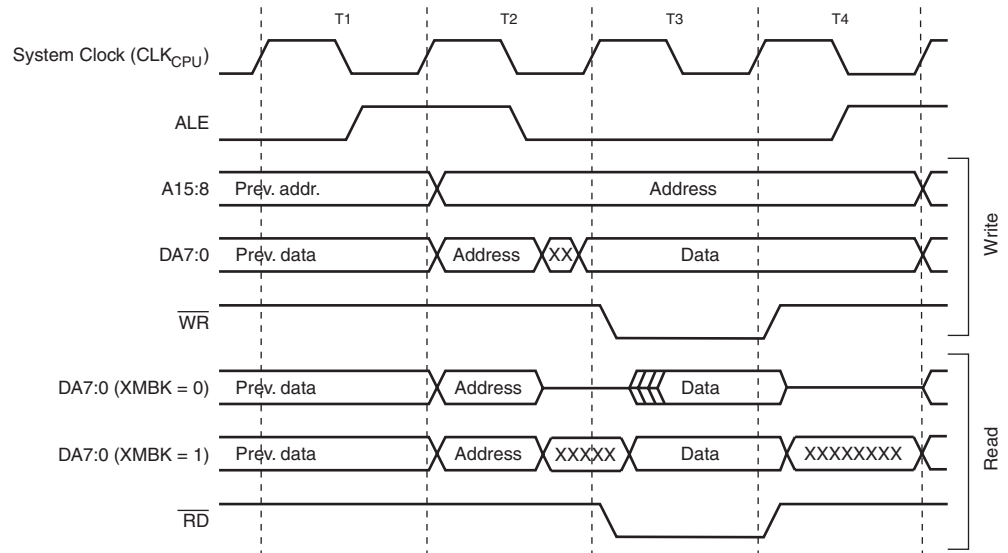 T1 T2 T3 T4
System Clock (CLKCPU)
ALE
A15:8 Prev. addr. Address
DA7:0 Prev. data Address XX Data
WR
Write
DA7:0 (XMBK = 0) Prev. data Address Data
DA7:0 (XMBK = 1) Prev. data Address XXXXX Data XXXXXXXX
RD
Read